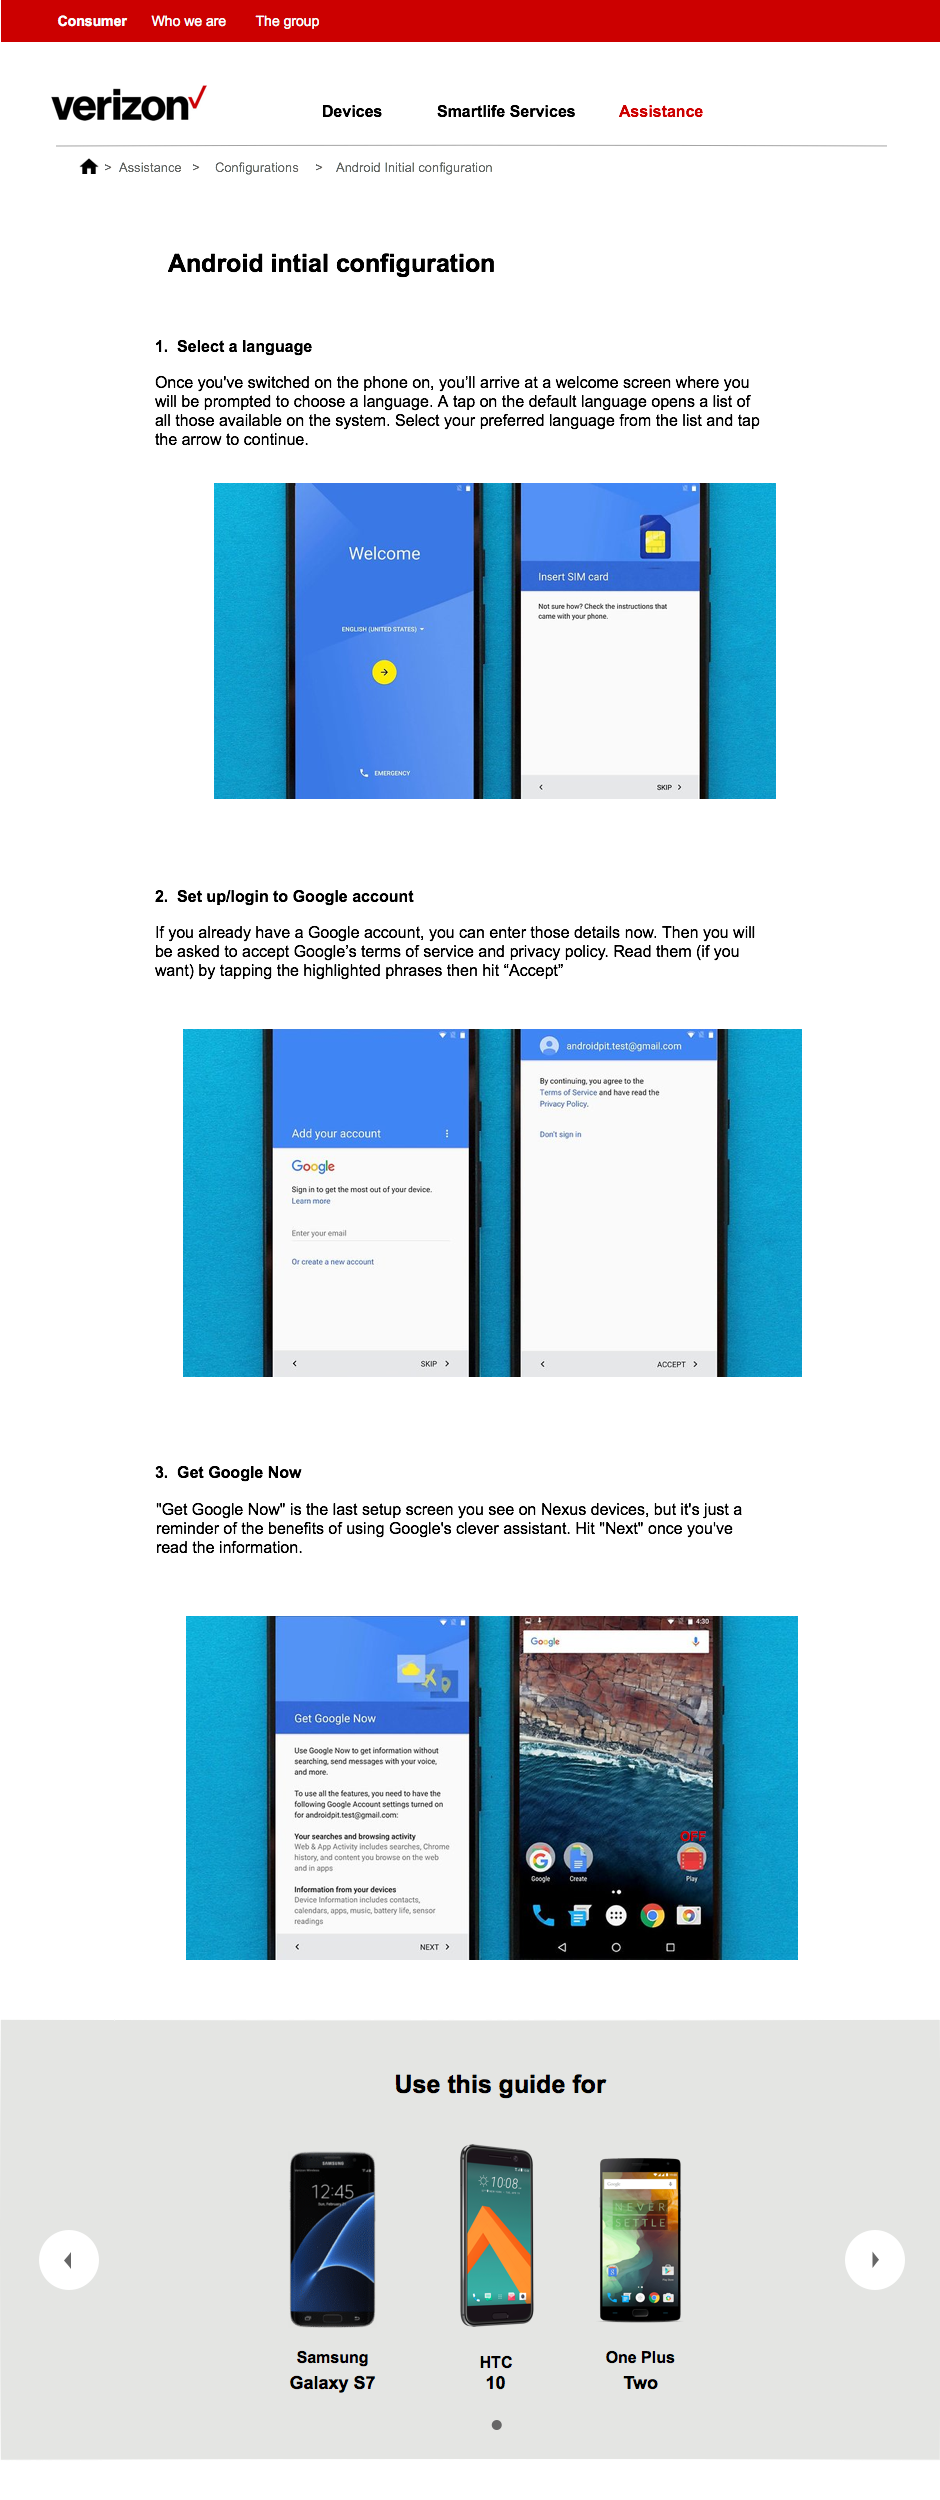 Consumer Who we are The group
verizon
Devices Smartlife Services Assistance
> Assistance > Configurations > Android Initial configuration
Android intial configuration
1. Select a language
Once you've switched on the phone on, you’ll arrive at a welcome screen where you
will be prompted to choose a language. A tap on the default language opens a list of
all those available on the system. Select your preferred language from the list and tap
the arrow to continue.
Welcome
ENGLISH (UNITED STATES)
EMERGENCY
Insert SIM card
Not sure how? Check the instructions that
came with your phone.
SKIP
2. Set up/login to Google account
If you already have a Google account, you can enter those details now. Then you will
be asked to accept Google’s terms of service and privacy policy. Read them (if you
want) by tapping the highlighted phrases then hit “Accept”
Add your account
Google
Sign in to get the most out of your device.
Learn more
Enter your email
Or create a new account
SKIP
androidpit.test@gmail.com
By continuing, you agree to the
Terms of Service and have read the
Privacy Policy.
Don't sign in
ACCEPT
3. Get Google Now
"Get Google Now" is the last setup screen you see on Nexus devices, but it's just a
reminder of the benefits of using Google's clever assistant. Hit "Next" once you've
read the information.
Get Google Now
Use Google Now to get information without
searching, send messages with your voice,
and more.
To use all the features, you need to have the
following Google Account settings turned on
for androidpit.test@gmail.com:
Your searches and browsing activity
Web & App Activity includes searches, Chrome
history, and content you browse on the web
and in apps
Information from your devices
Device Information includes contacts,
calendars, apps, music, battery life, sensor
readings
NEXT
4:30
Google
OFF
Google Create Play
Use this guide for
SAMSUNG
12:45
10:08
Google
NEVER
SETTLE
Samsung
Galaxy S7
HTC
10
One Plus
Two